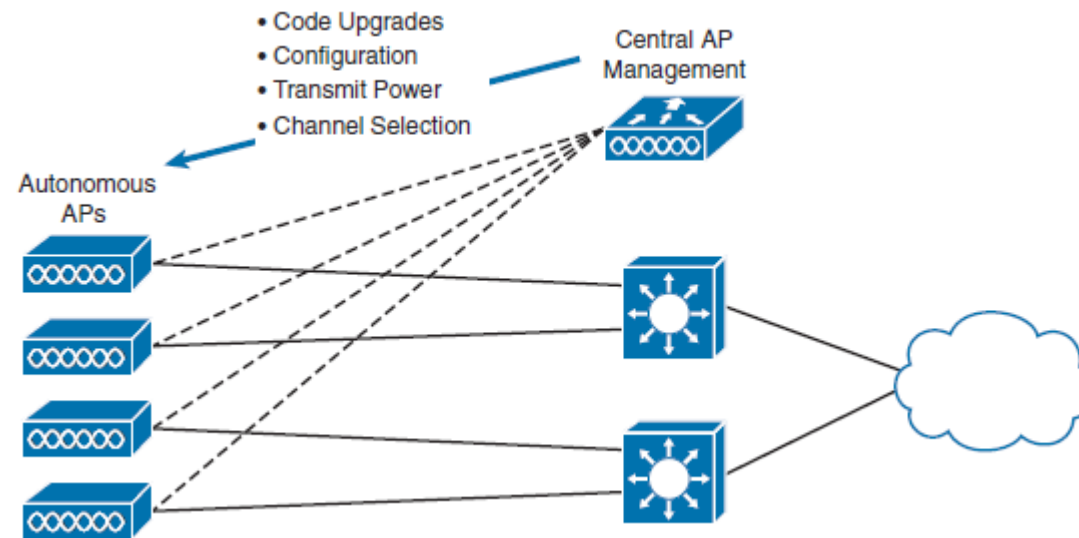 • Code Upgrades
• Configuration
• Transmit Power
• Channel Selection
Central AP
Management
Autonomous
APs